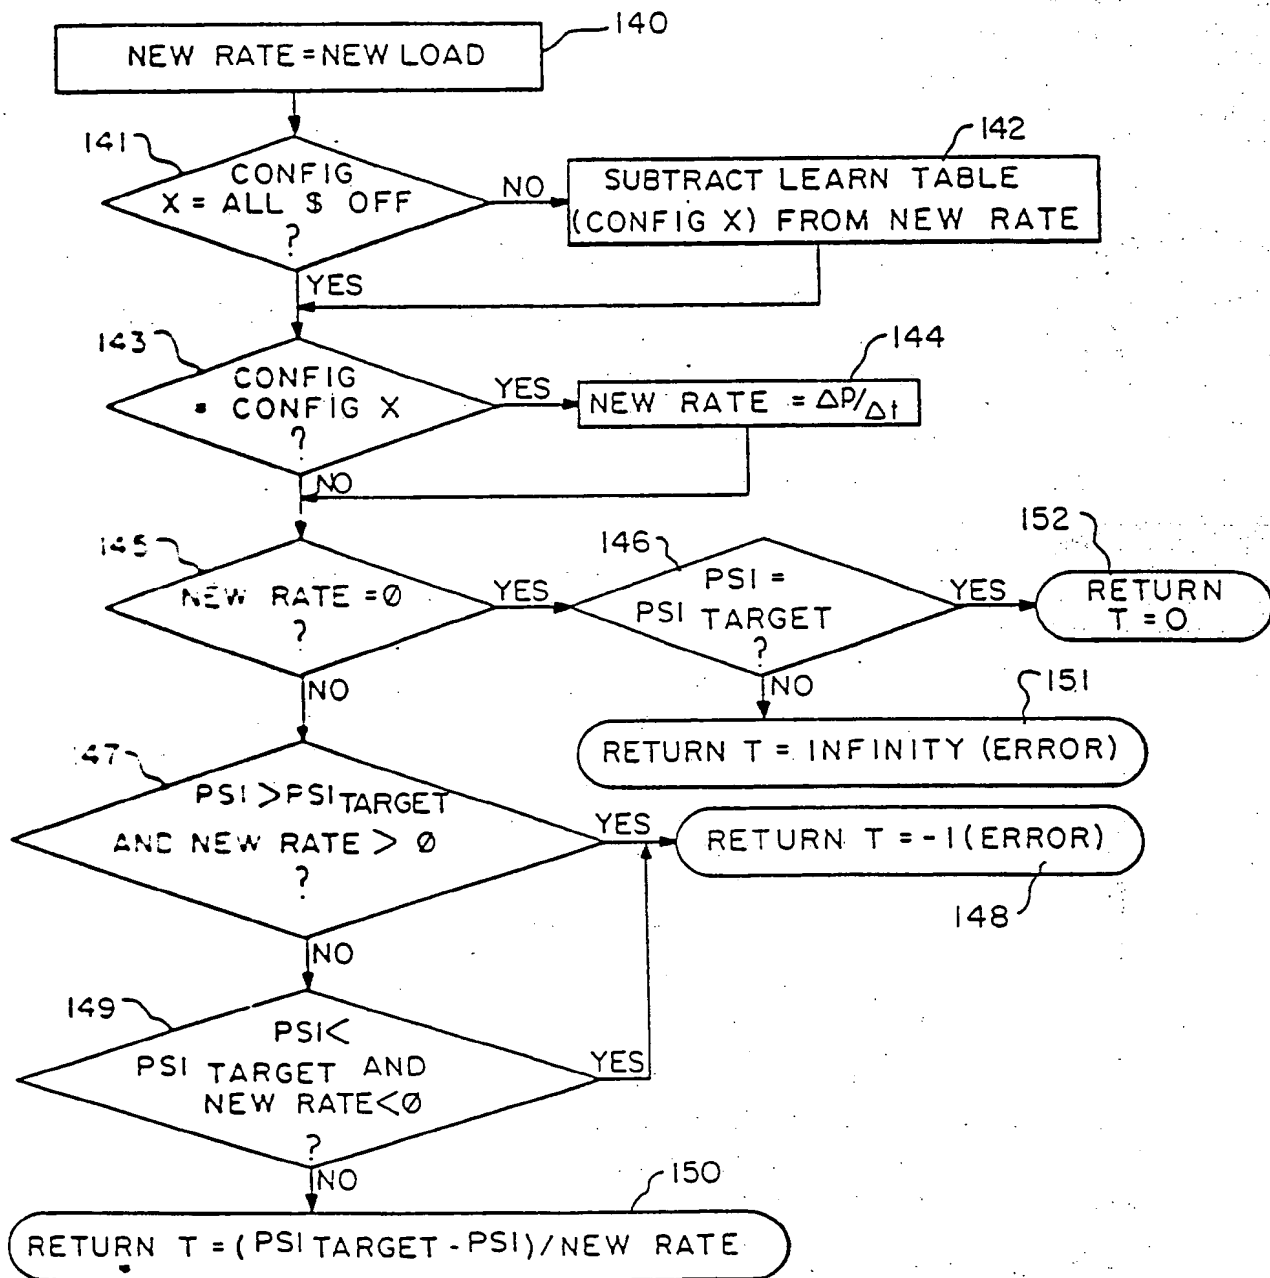 140
NEW RATE = NEW LOAD
141
CONFIG
X = ALL $ OFF
?
NO
142
SUBTRACT LEARN TABLE
(CONFIG X) FROM NEW RATE
YES
143
CONFIG
= CONFIG X
?
YES
144
NEW RATE = ΔP/Δt
NO
145
NEW RATE = Ø
?
YES
146
PSI =
PSI TARGET
?
YES
152
RETURN
T = 0
NO
NO
151
RETURN T = INFINITY (ERROR)
147
PSI > PSI TARGET
AND NEW RATE > Ø
?
YES
RETURN T = -1 (ERROR)
148
NO
149
PSI <
PSI TARGET AND
NEW RATE < Ø
?
YES
NO
150
RETURN T = (PSI TARGET - PSI) / NEW RATE